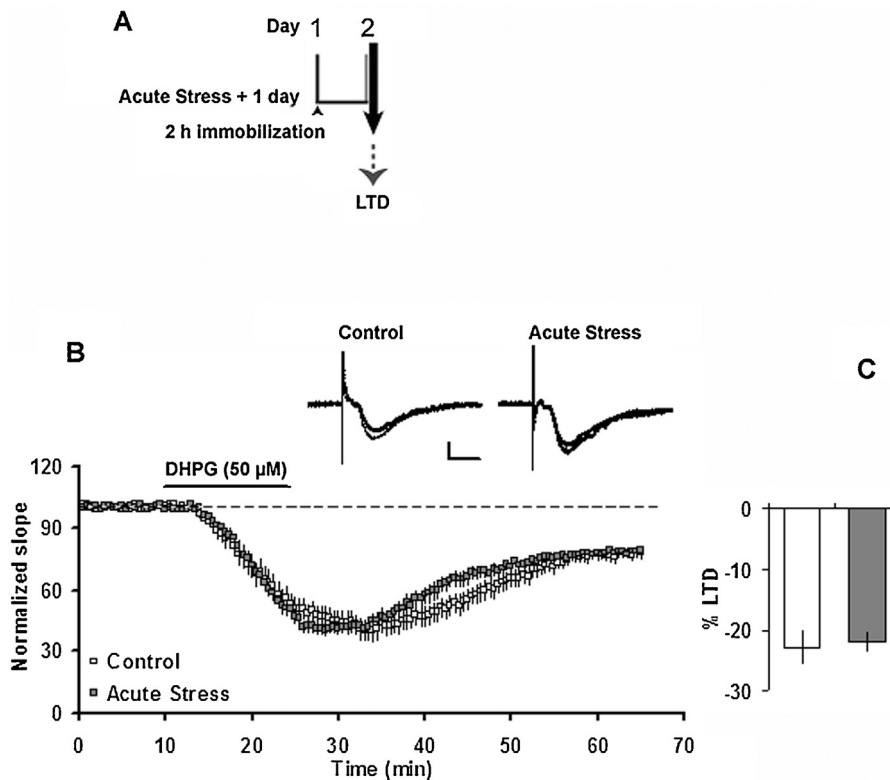 A
Day 1 2
Acute Stress + 1 day
2 h immobilization
LTD
B
Control
Acute Stress
C
DHPG (50 µM)
Normalized slope
120
90
60
30
0
Control
Acute Stress
0 10 20 30 40 50 60 70
Time (min)
% LTD
0
-10
-20
-30